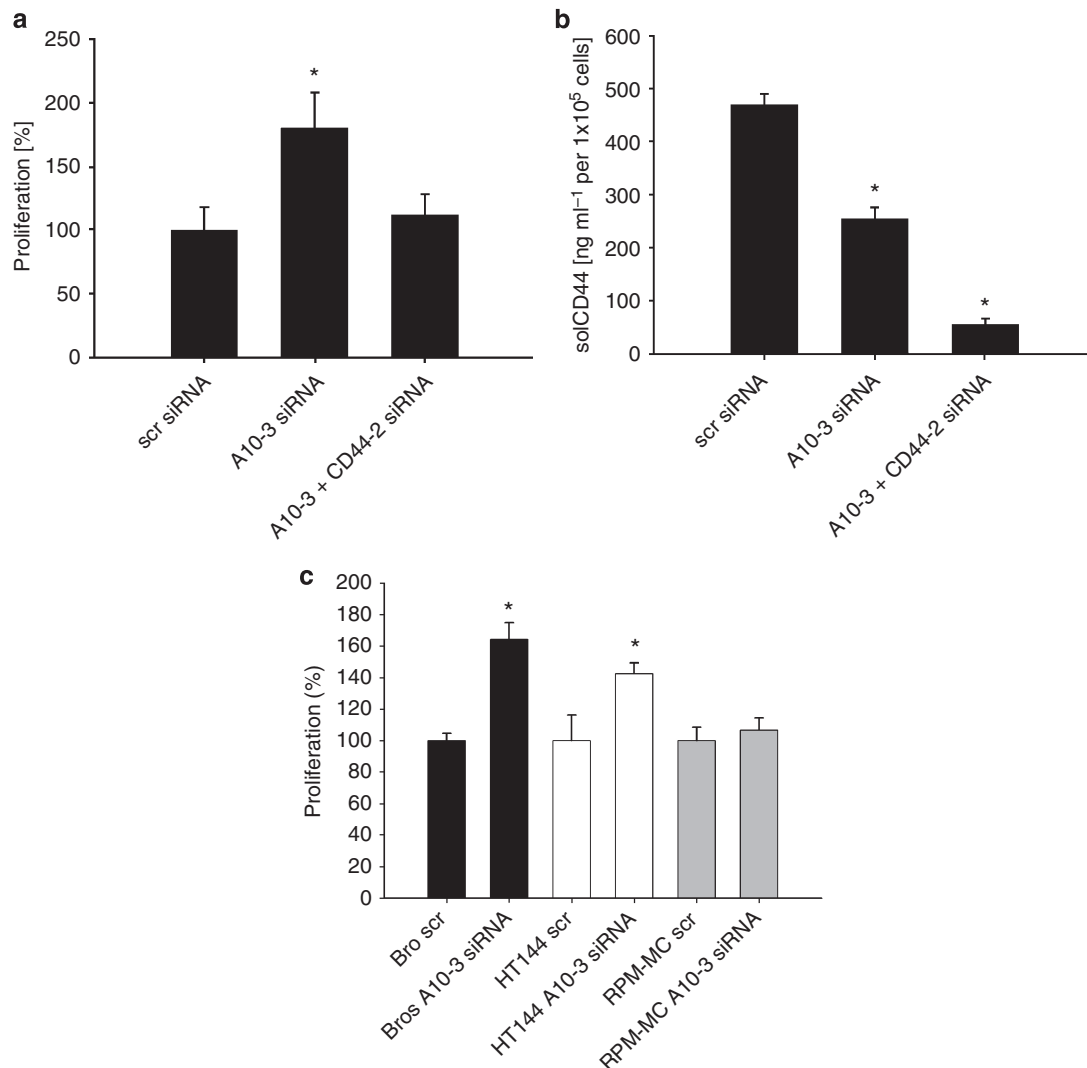 a
Proliferation [%]
250
200
150
100
50
0
*
scr siRNA
A10-3 siRNA
A10-3 + CD44-2 siRNA
b
solCD44 [ng ml⁻¹ per 1x10⁵ cells]
600
500
400
300
200
100
0
*
*
scr siRNA
A10-3 siRNA
A10-3 + CD44-2 siRNA
c
Proliferation (%)
200
180
160
140
120
100
80
60
40
20
0
*
*
Bro scr
Bros A10-3 siRNA
HT144 scr
HT144 A10-3 siRNA
RPM-MC scr
RPM-MC A10-3 siRNA